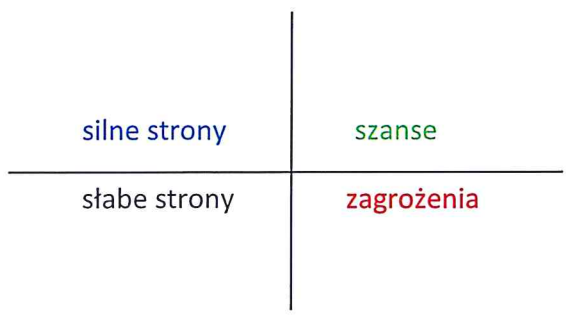 silne strony
szanse
słabe strony
zagrożenia